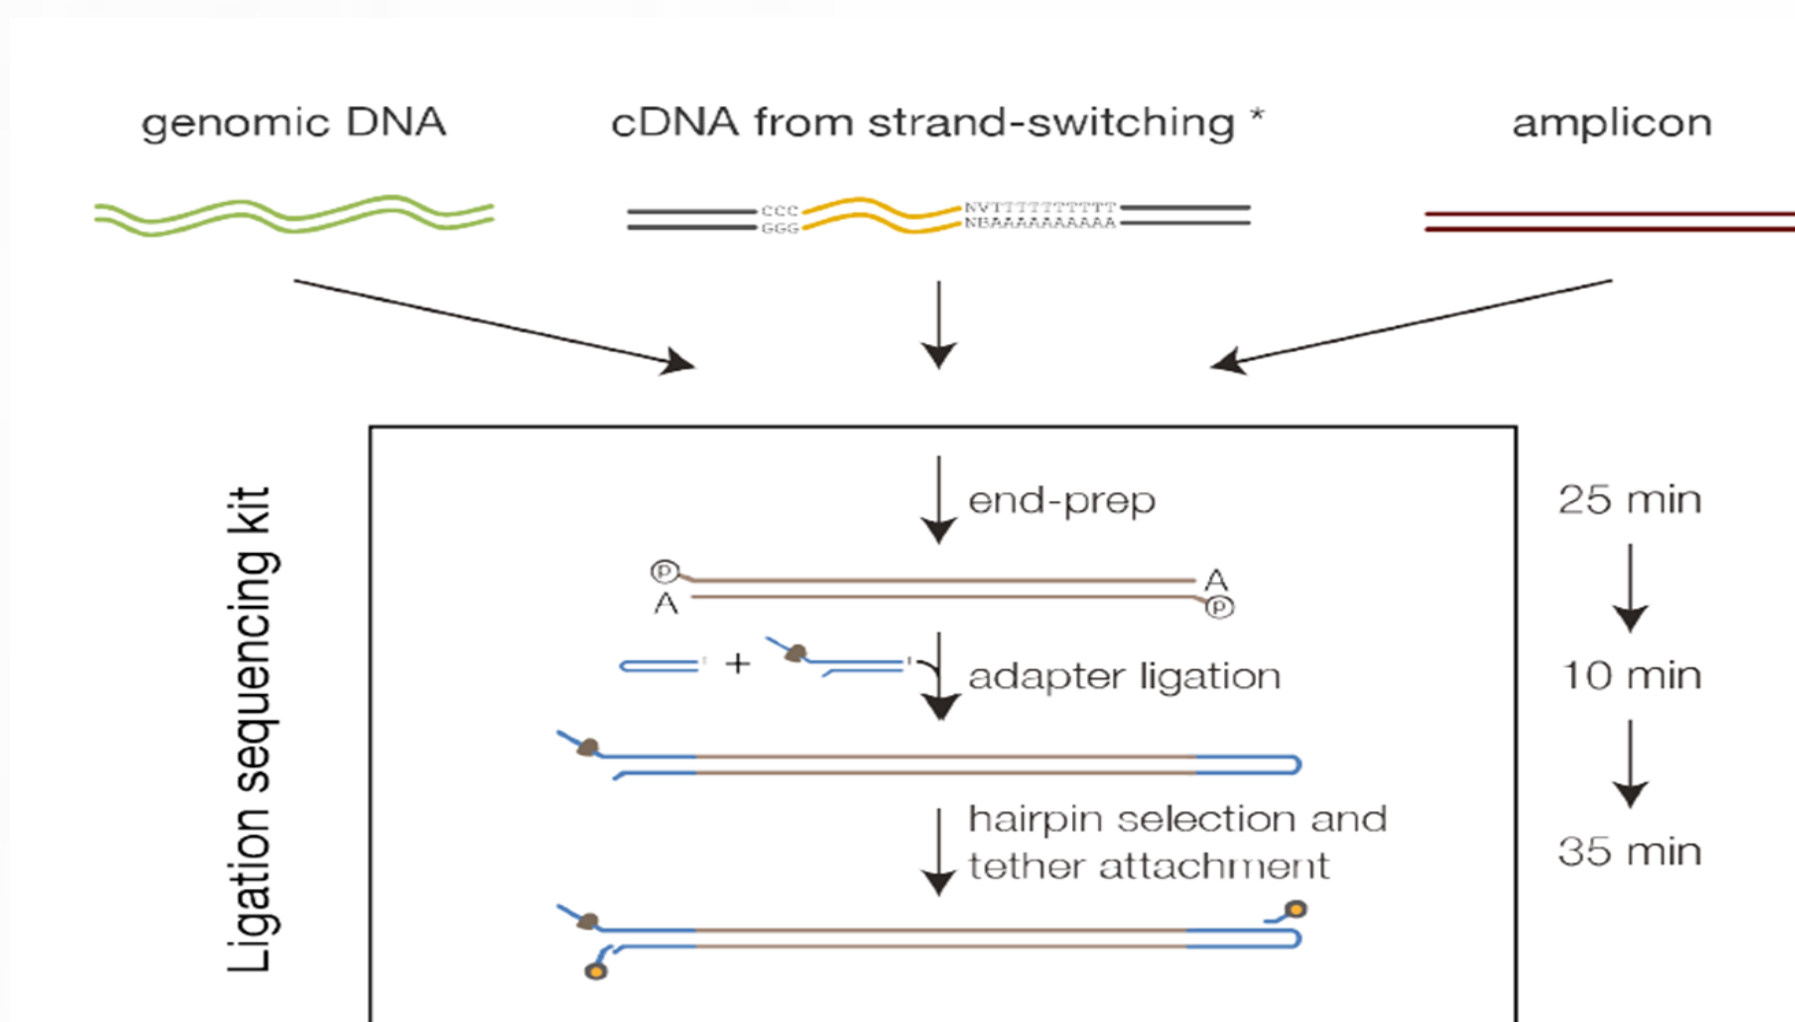 genomic DNA
cDNA from strand-switching *
amplicon
CCC
NVTTTTTTTTTT
GGG
NBAAAAAAAAAA
Ligation sequencing kit
end-prep
25 min
P
A
A
P
+
adapter ligation
10 min
hairpin selection and
tether attachment
35 min